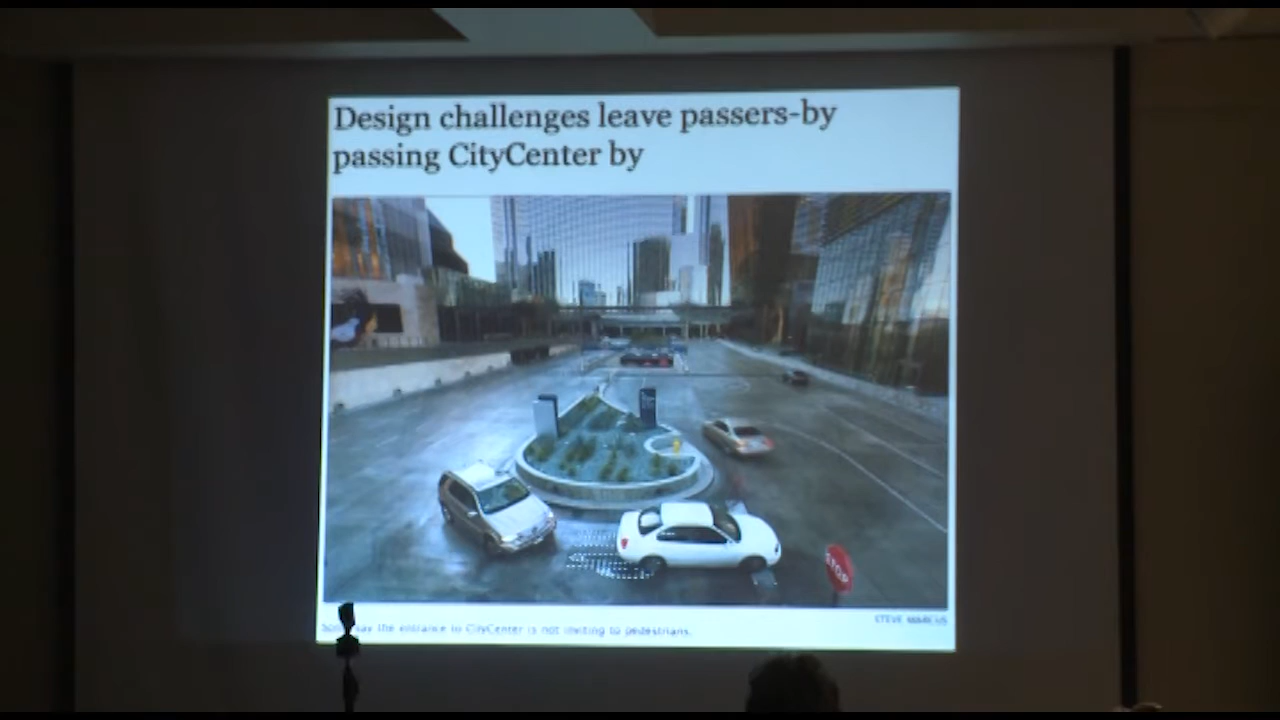 Design challenges leave passers-by
passing CityCenter by
STOP
STEVE MARCUS
say the entrance to CityCenter is not inviting to pedestrians.